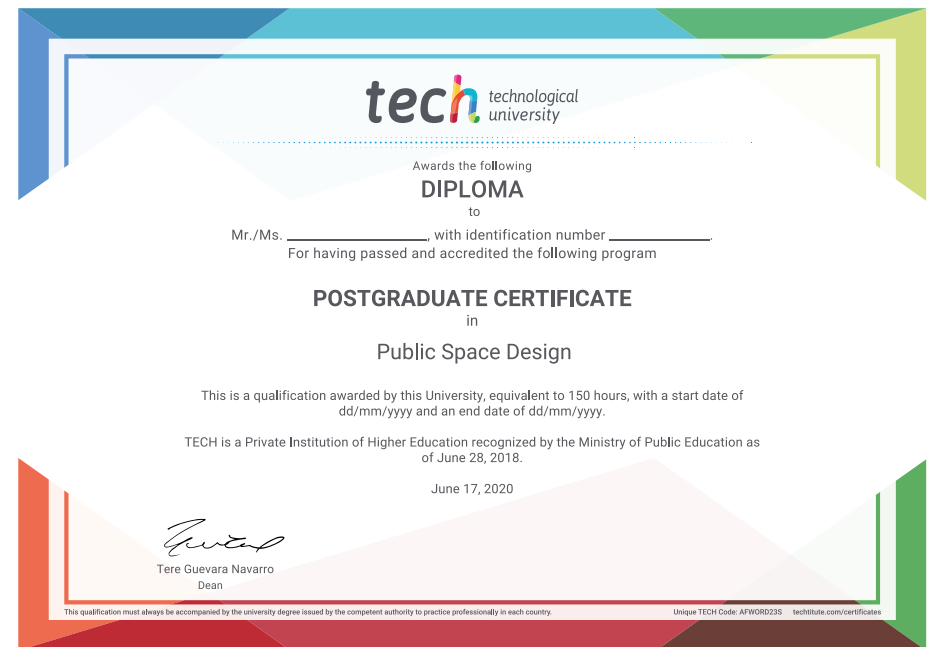 tech technological
university
Awards the following
DIPLOMA
to
Mr./Ms. ____________________, with identification number ______________.
For having passed and accredited the following program
POSTGRADUATE CERTIFICATE
in
Public Space Design
This is a qualification awarded by this University, equivalent to 150 hours, with a start date of
dd/mm/yyyy and an end date of dd/mm/yyyy.
TECH is a Private Institution of Higher Education recognized by the Ministry of Public Education as
of June 28, 2018.
June 17, 2020
Tere Guevara Navarro
Dean
This qualification must always be accompanied by the university degree issued by the competent authority to practice professionally in each country.
Unique TECH Code: AFWORD23S techtitute.com/certificates